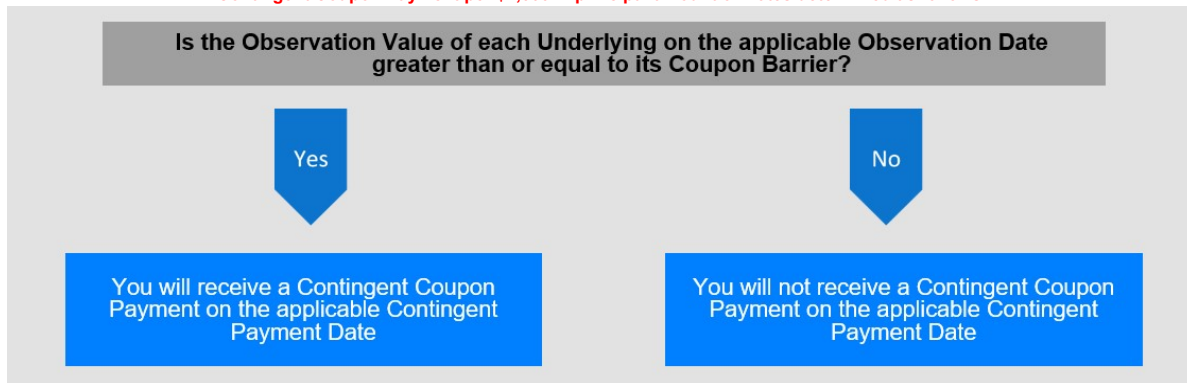 Is the Observation Value of each Underlying on the applicable Observation Date
greater than or equal to its Coupon Barrier?
Yes
No
You will receive a Contingent Coupon
Payment on the applicable Contingent
Payment Date
You will not receive a Contingent Coupon
Payment on the applicable Contingent
Payment Date